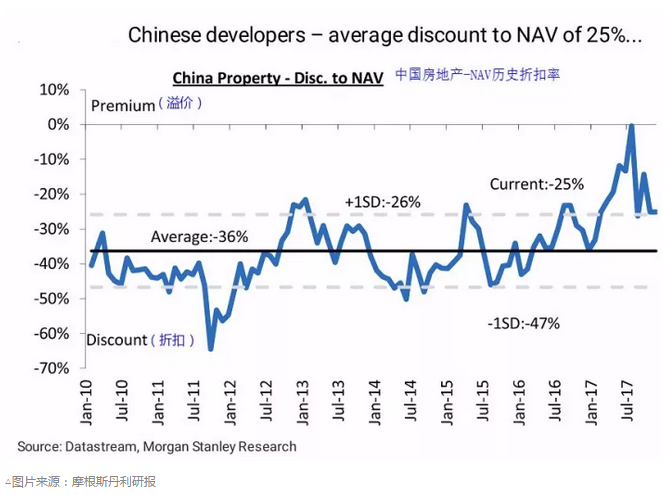 Chinese developers – average discount to NAV of 25%...
China Property - Disc. to NAV 中国房地产-NAV历史折扣率
10%
Premium（溢价）
0%
-10%
-20%
+1SD:-26%
Current:-25%
-30%
Average:-36%
-40%
-50%
-1SD:-47%
-60%
Discount（折扣）
-70%
Jan-10
Jul-10
Jan-11
Jul-11
Jan-12
Jul-12
Jan-13
Jul-13
Jan-14
Jul-14
Jan-15
Jul-15
Jan-16
Jul-16
Jan-17
Jul-17
Source: Datastream, Morgan Stanley Research
△图片来源：摩根斯丹利研报